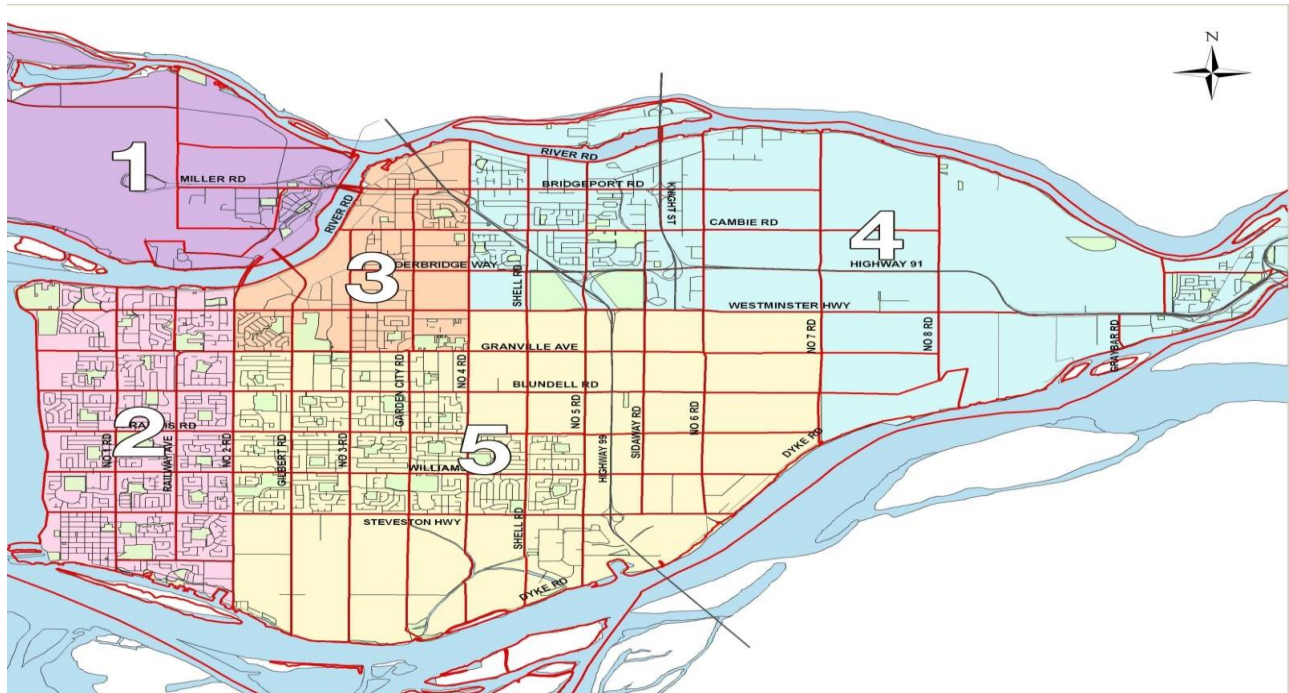 N
RIVER RD
1
MILLER RD
BRIDGEPORT RD
KNIGHT ST
RIVER RD
CAMBIE RD
4
3
DERBRIDGE WAY
HIGHWAY 91
SHELL RD
WESTMINSTER HWY
NO 7 RD
NO 8 RD
GRAYBAR RD
GRANVILLE AVE
GARDEN CITY RD
NO 4 RD
BLUNDELL RD
2
NO 1 RD
RAILWAY AVE
NO 2 RD
GILBERT RD
NO 3 RD
5
NO 5 RD
HIGHWAY 99
SIDAWAY RD
NO 6 RD
DYKE RD
WILLIAM
STEVESTON HWY
SHELL RD
DYKE RD